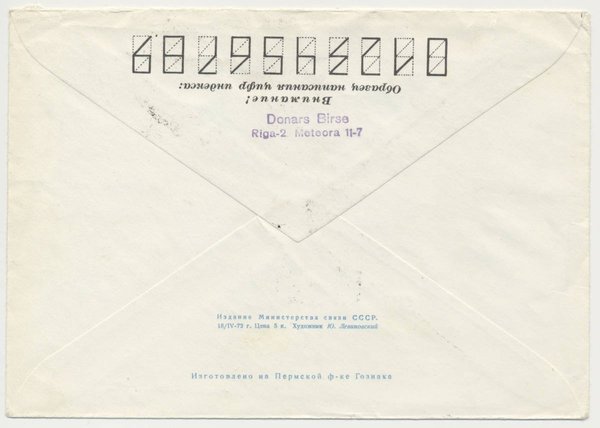 Внимание!
Образец написания цифр индекса:
0123456789
Donars Birse
Riga-2 Meteora 11-7
Издание Министерства связи СССР.
18/IV-73 г. Цена 5 к. Художник Ю. Левиновский
Изготовлено на Пермской ф-ке Гознака